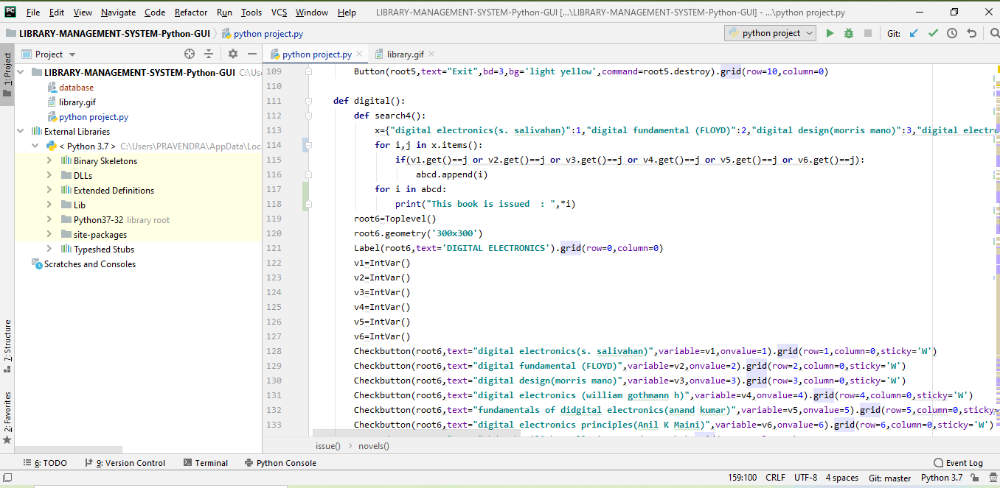 PC File Edit View Navigate Code Refactor Run Tools VCS Window Help LIBRARY-MANAGEMENT-SYSTEM-Python-GUI [...\LIBRARY-MANAGEMENT-SYSTEM-Python-GUI] - ...\python project.py
LIBRARY-MANAGEMENT-SYSTEM-Python-GUI python project.py python project Git:
1: Project
Project python project.py library.gif
LIBRARY-MANAGEMENT-SYSTEM-Python-GUI C:\Use
database
library.gif
python project.py
External Libraries
< Python 3.7 > C:\Users\PRAVENDRA\AppData\Loc
Binary Skeletons
DLLs
Extended Definitions
Lib
Python37-32 library root
site-packages
Typeshed Stubs
Scratches and Consoles
7: Structure
2: Favorites
109 Button(root5,text="Exit",bd=3,bg='light yellow',command=root5.destroy).grid(row=10,column=0)
110
111 def digital():
112 def search4():
113 x={"digital electronics(s. salivahan)":1,"digital fundamental (FLOYD)":2,"digital design(morris mano)":3,"digital electro
114 for i,j in x.items():
115 if(v1.get()==j or v2.get()==j or v3.get()==j or v4.get()==j or v5.get()==j or v6.get()==j):
116 abcd.append(i)
117 for i in abcd:
118 print("This book is issued  : ",*i)
119 root6=Toplevel()
120 root6.geometry('300x300')
121 Label(root6,text='DIGITAL ELECTRONICS').grid(row=0,column=0)
122 v1=IntVar()
123 v2=IntVar()
124 v3=IntVar()
125 v4=IntVar()
126 v5=IntVar()
127 v6=IntVar()
128 Checkbutton(root6,text="digital electronics(s. salivahan)",variable=v1,onvalue=1).grid(row=1,column=0,sticky='W')
129 Checkbutton(root6,text="digital fundamental (FLOYD)",variable=v2,onvalue=2).grid(row=2,column=0,sticky='W')
130 Checkbutton(root6,text="digital design(morris mano)",variable=v3,onvalue=3).grid(row=3,column=0,sticky='W')
131 Checkbutton(root6,text="digital electronics (william gothmann h)",variable=v4,onvalue=4).grid(row=4,column=0,sticky='W')
132 Checkbutton(root6,text="fundamentals of didgital electronics(anand kumar)",variable=v5,onvalue=5).grid(row=5,column=0,sticky=
133 Checkbutton(root6,text="digital electronics principles(Anil K Maini)",variable=v6,onvalue=6).grid(row=6,column=0,sticky='W')
issue() novels()
6: TODO 9: Version Control Terminal Python Console Event Log
159:100 CRLF UTF-8 4 spaces Git: master Python 3.7